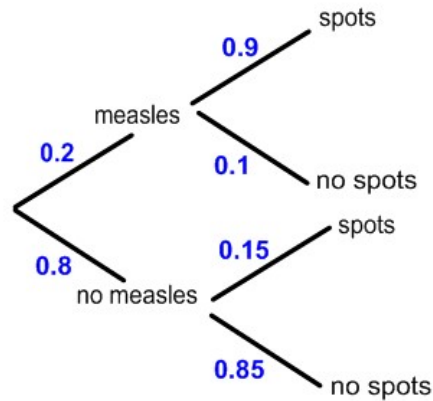 spots
0.9
measles
0.2
0.1
no spots
spots
0.8
0.15
no measles
0.85
no spots